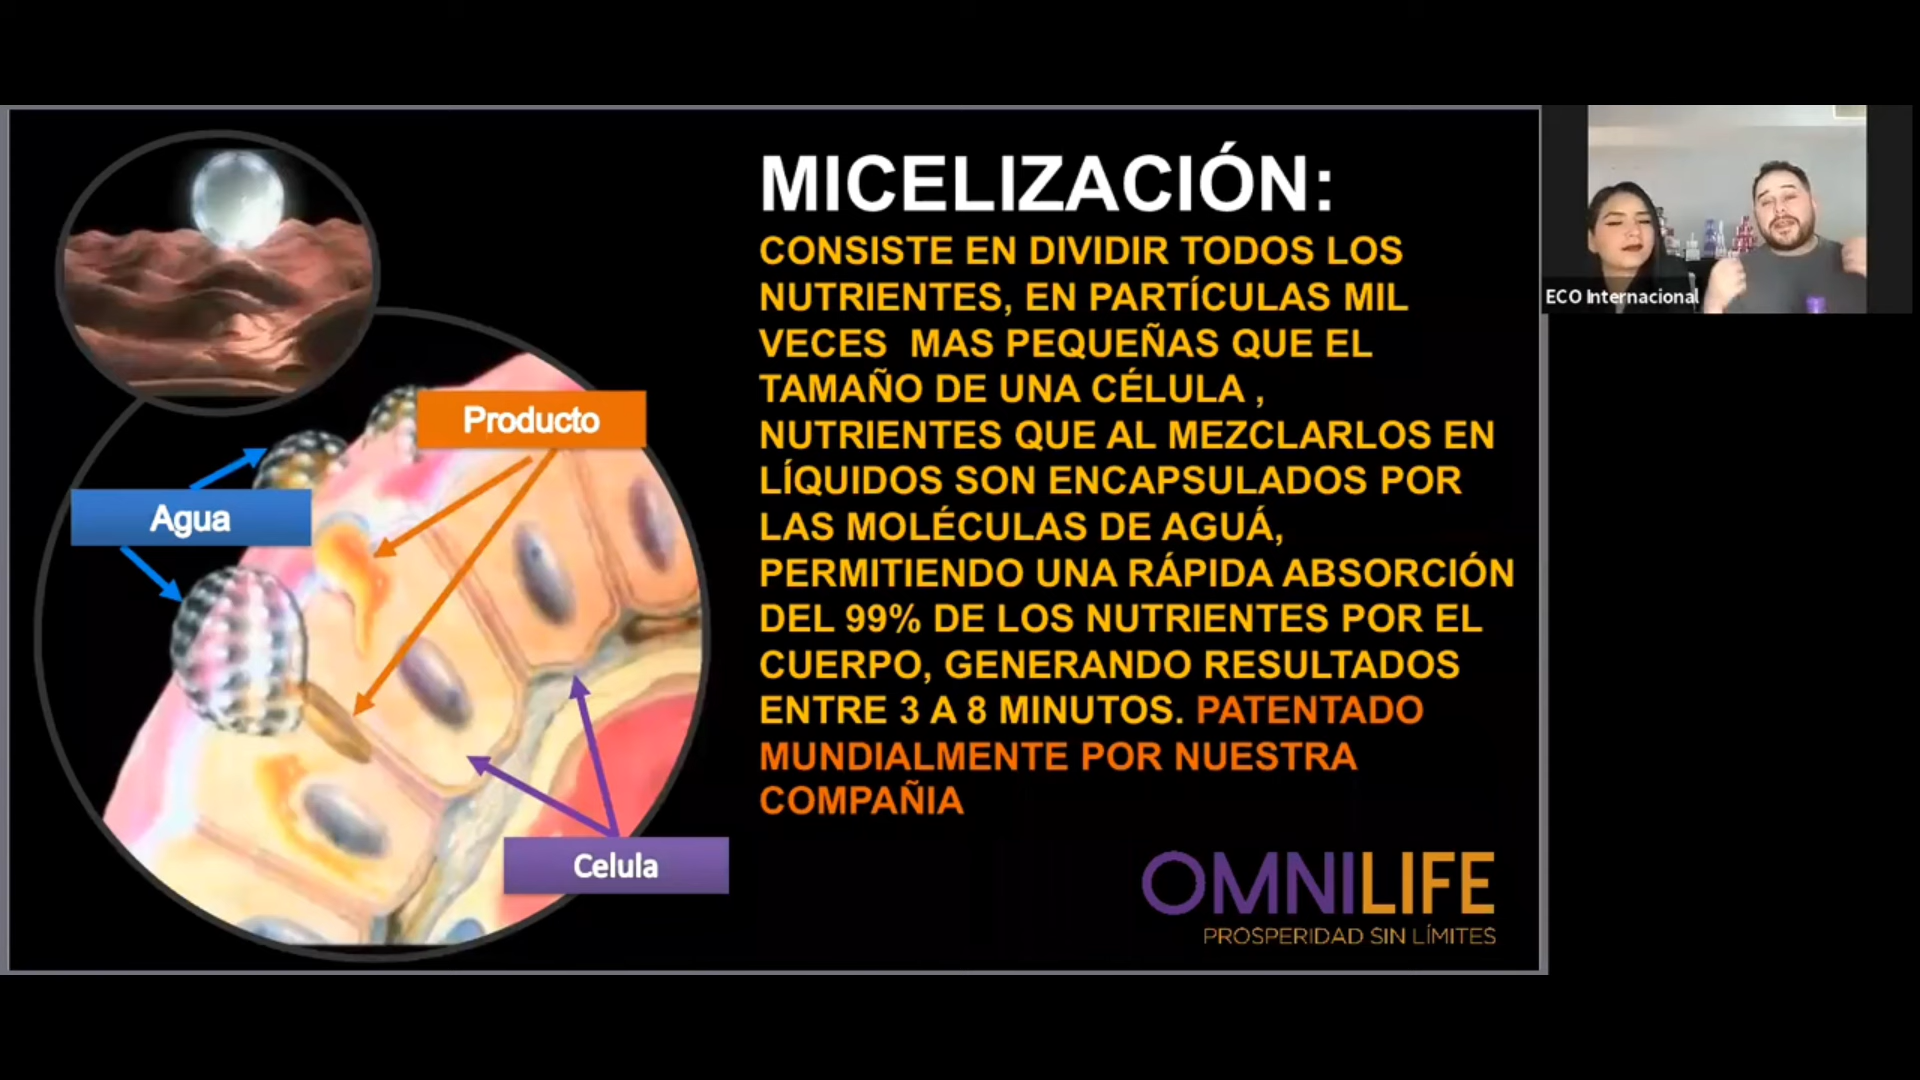 MICELIZACIÓN:
CONSISTE EN DIVIDIR TODOS LOS
NUTRIENTES, EN PARTÍCULAS MIL
VECES  MAS PEQUEÑAS QUE EL
TAMAÑO DE UNA CÉLULA ,
NUTRIENTES QUE AL MEZCLARLOS EN
LÍQUIDOS SON ENCAPSULADOS POR
LAS MOLÉCULAS DE AGUÁ,
PERMITIENDO UNA RÁPIDA ABSORCIÓN
DEL 99% DE LOS NUTRIENTES POR EL
CUERPO, GENERANDO RESULTADOS
ENTRE 3 A 8 MINUTOS. PATENTADO
MUNDIALMENTE POR NUESTRA
COMPAÑIA
Producto
Agua
Celula
OMNILIFE
PROSPERIDAD SIN LÍMITES
ECO Internacional